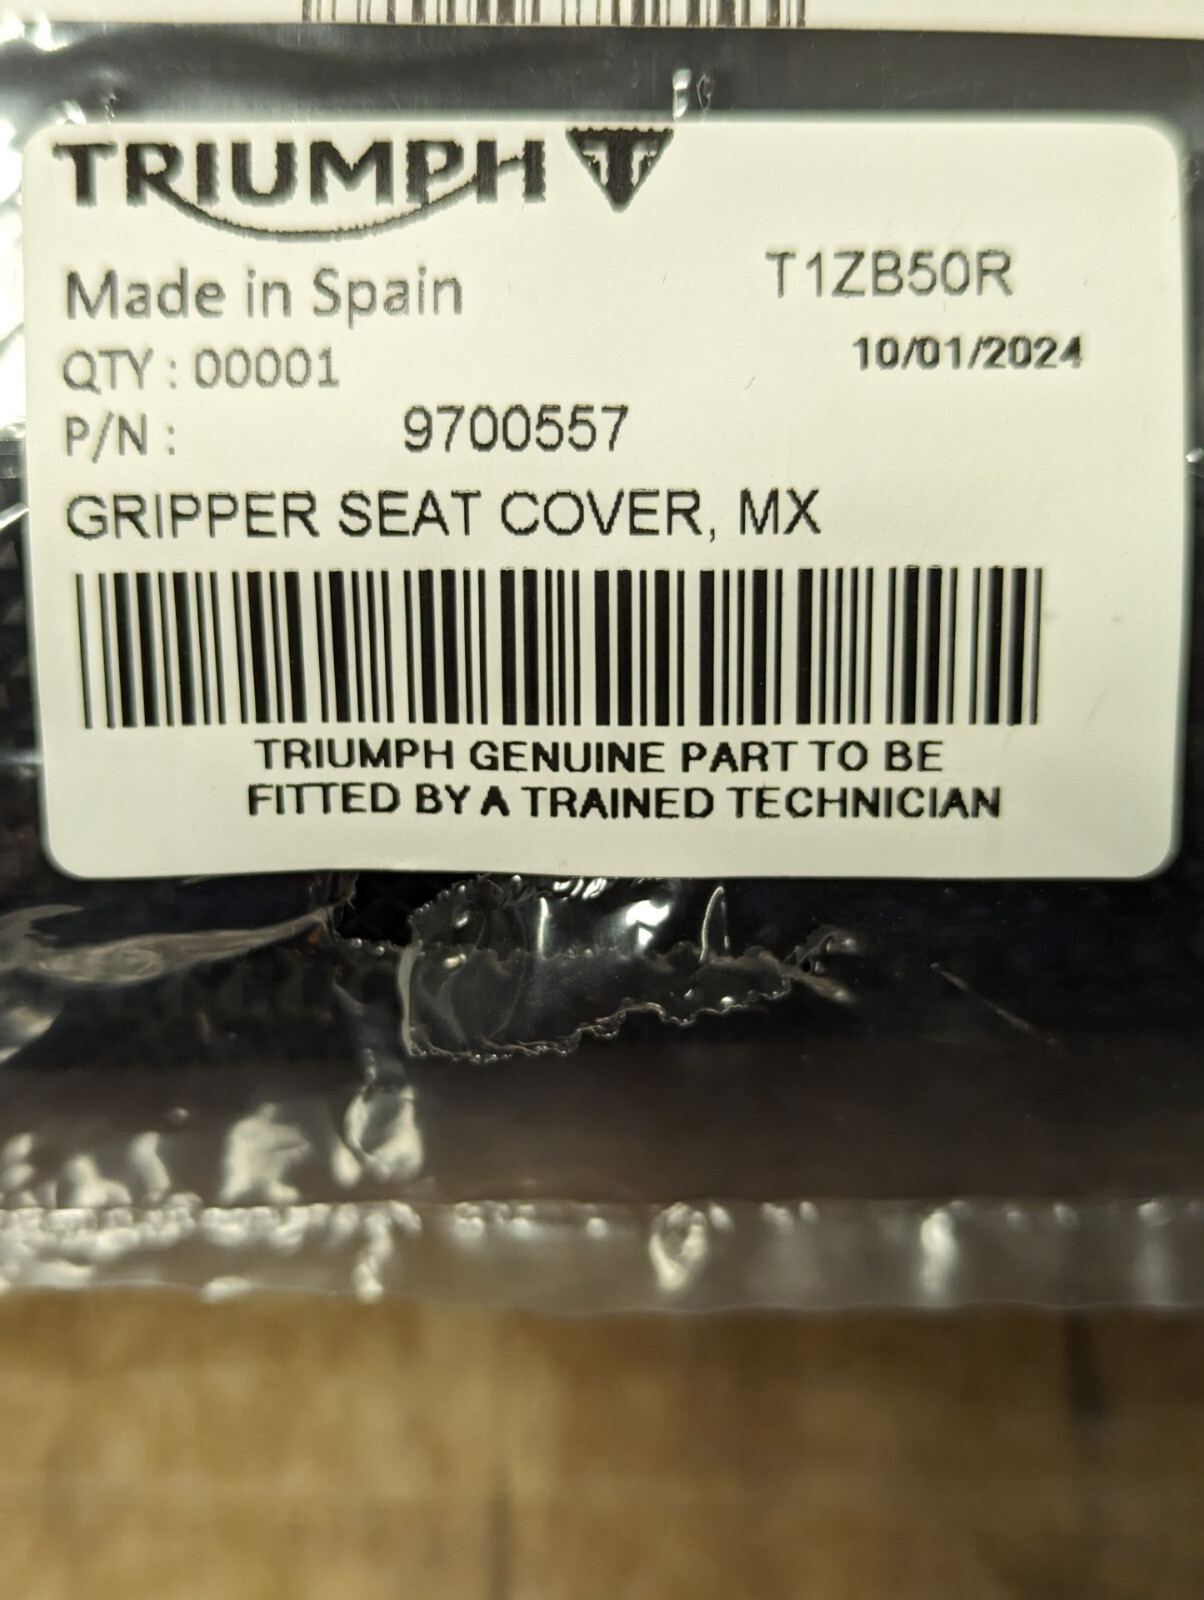 TRIUMPH
Made in Spain
T1ZB50R
QTY : 00001
10/01/2024
P/N : 9700557
GRIPPER SEAT COVER, MX
TRIUMPH GENUINE PART TO BE
FITTED BY A TRAINED TECHNICIAN